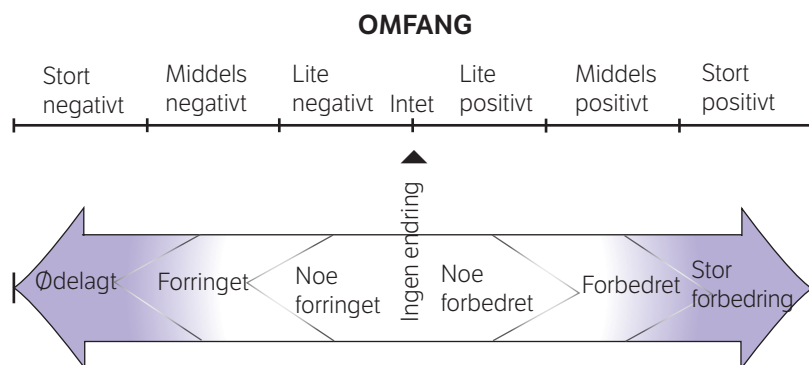 OMFANG
Stort
negativt
Middels
negativt
Lite
negativt
Intet
Lite
positivt
Middels
positivt
Stort
positivt
Ingen endring
Ødelagt
Forringet
Noe
forringet
Noe
forbedret
Forbedret
Stor
forbedring